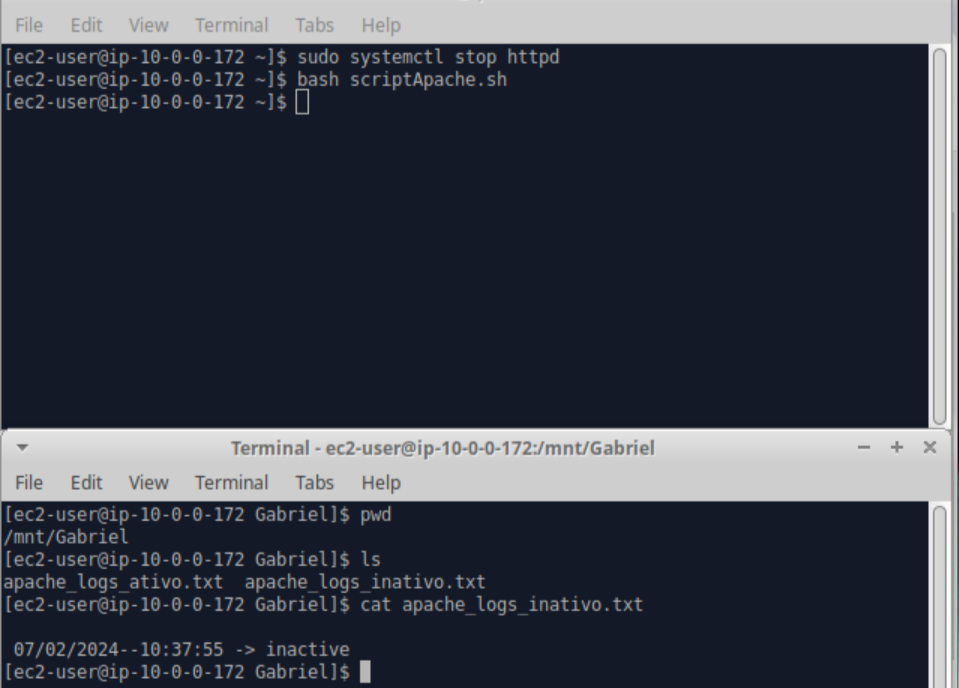 File Edit View Terminal Tabs Help
[ec2-user@ip-10-0-0-172 ~]$ sudo systemctl stop httpd
[ec2-user@ip-10-0-0-172 ~]$ bash scriptApache.sh
[ec2-user@ip-10-0-0-172 ~]$
Terminal - ec2-user@ip-10-0-0-172:/mnt/Gabriel
File Edit View Terminal Tabs Help
[ec2-user@ip-10-0-0-172 Gabriel]$ pwd
/mnt/Gabriel
[ec2-user@ip-10-0-0-172 Gabriel]$ ls
apache_logs_ativo.txt  apache_logs_inativo.txt
[ec2-user@ip-10-0-0-172 Gabriel]$ cat apache_logs_inativo.txt
07/02/2024--10:37:55 -> inactive
[ec2-user@ip-10-0-0-172 Gabriel]$